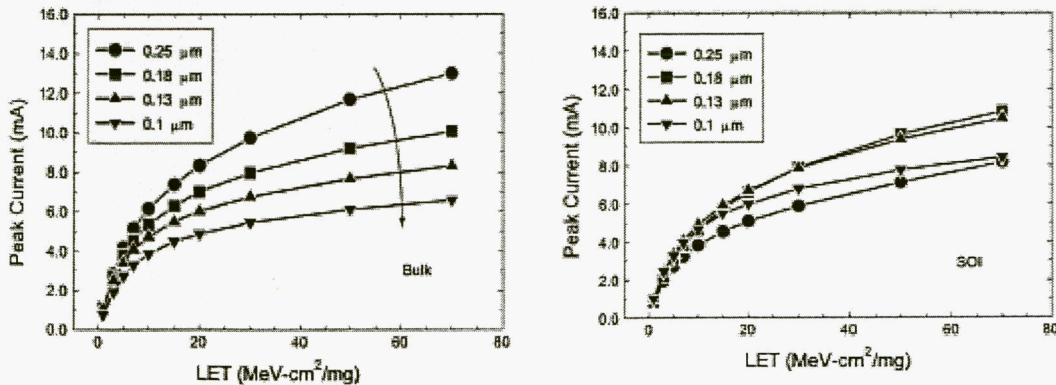 16.0
14.0
12.0
10.0
8.0
6.0
4.0
2.0
0.0
Peak Current (mA)
0.25 µm
0.18 µm
0.13 µm
0.1 µm
Bulk
0 20 40 60 80
LET (MeV-cm²/mg)
16.0
14.0
12.0
10.0
8.0
6.0
4.0
2.0
0.0
Peak Current (mA)
0.25 µm
0.18 µm
0.13 µm
0.1 µm
SOI
0 20 40 60 80
LET (MeV-cm²/mg)